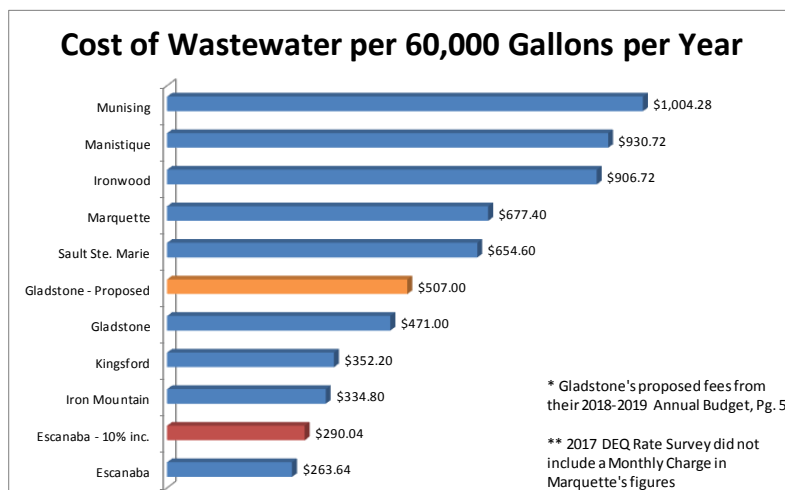 Cost of Wastewater per 60,000 Gallons per Year
Munising $1,004.28
Manistique $930.72
Ironwood $906.72
Marquette $677.40
Sault Ste. Marie $654.60
Gladstone - Proposed $507.00
Gladstone $471.00
Kingsford $352.20
Iron Mountain $334.80
Escanaba - 10% inc. $290.04
Escanaba $263.64
* Gladstone's proposed fees from
their 2018-2019 Annual Budget, Pg. 5
** 2017 DEQ Rate Survey did not
include a Monthly Charge in
Marquette's figures